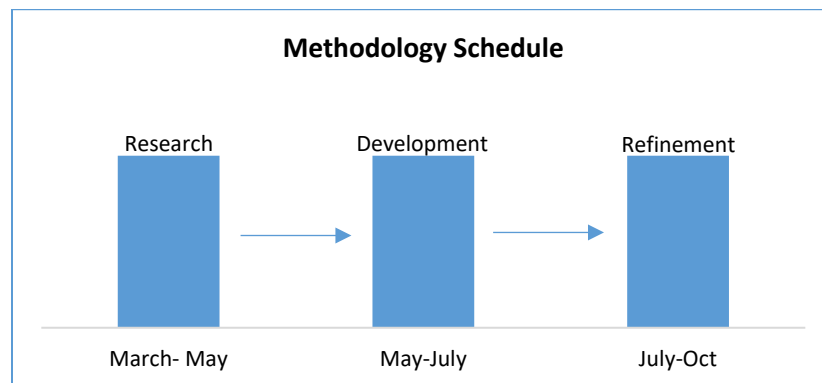 Methodology Schedule
Research Development Refinement
March- May May-July July-Oct